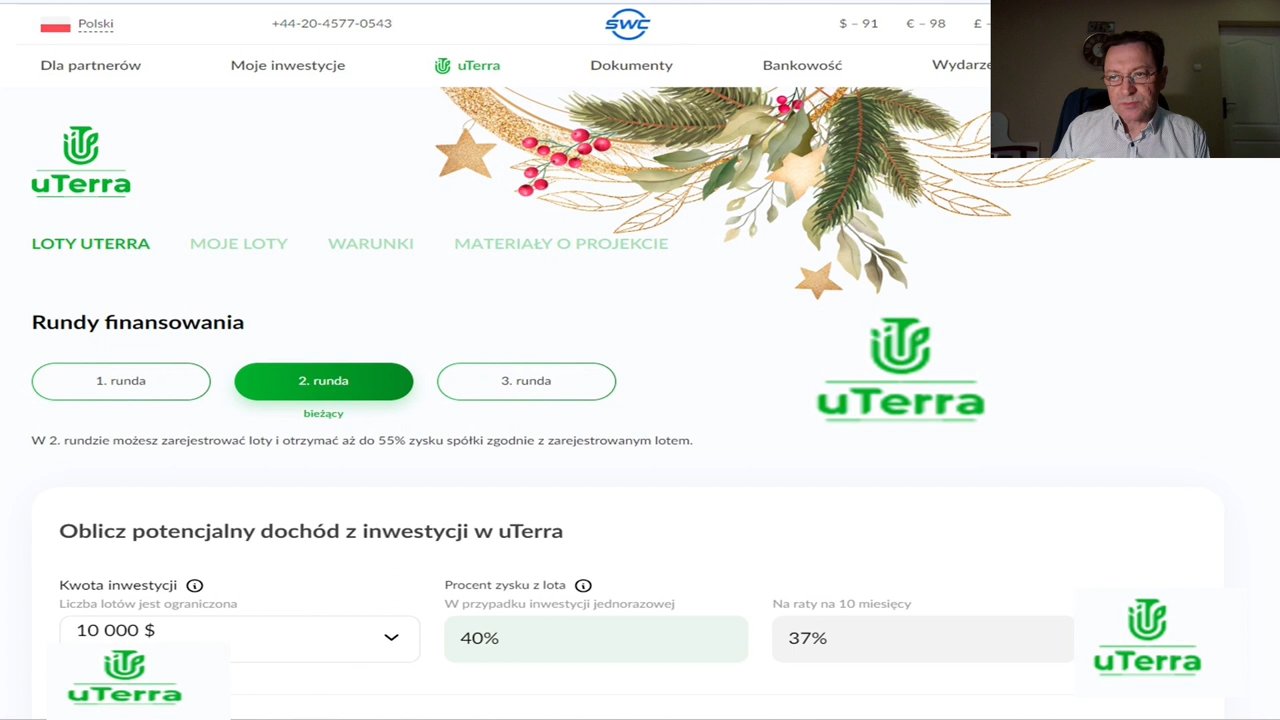 Polski +44-20-4577-0543 SWC $ – 91 € – 98 £ –
Dla partnerów Moje inwestycje uTerra Dokumenty Bankowość Wydarze
uTerra
LOTY UTERRA MOJE LOTY WARUNKI MATERIAŁY O PROJEKCIE
Rundy finansowania
1. runda 2. runda 3. runda
bieżący
uTerra
W 2. rundzie możesz zarejestrować loty i otrzymać aż do 55% zysku spółki zgodnie z zarejestrowanym lotem.
Oblicz potencjalny dochód z inwestycji w uTerra
Kwota inwestycji Procent zysku z lota
Liczba lotów jest ograniczona W przypadku inwestycji jednorazowej Na raty na 10 miesięcy
10 000 $ 40% 37%
uTerra
uTerra